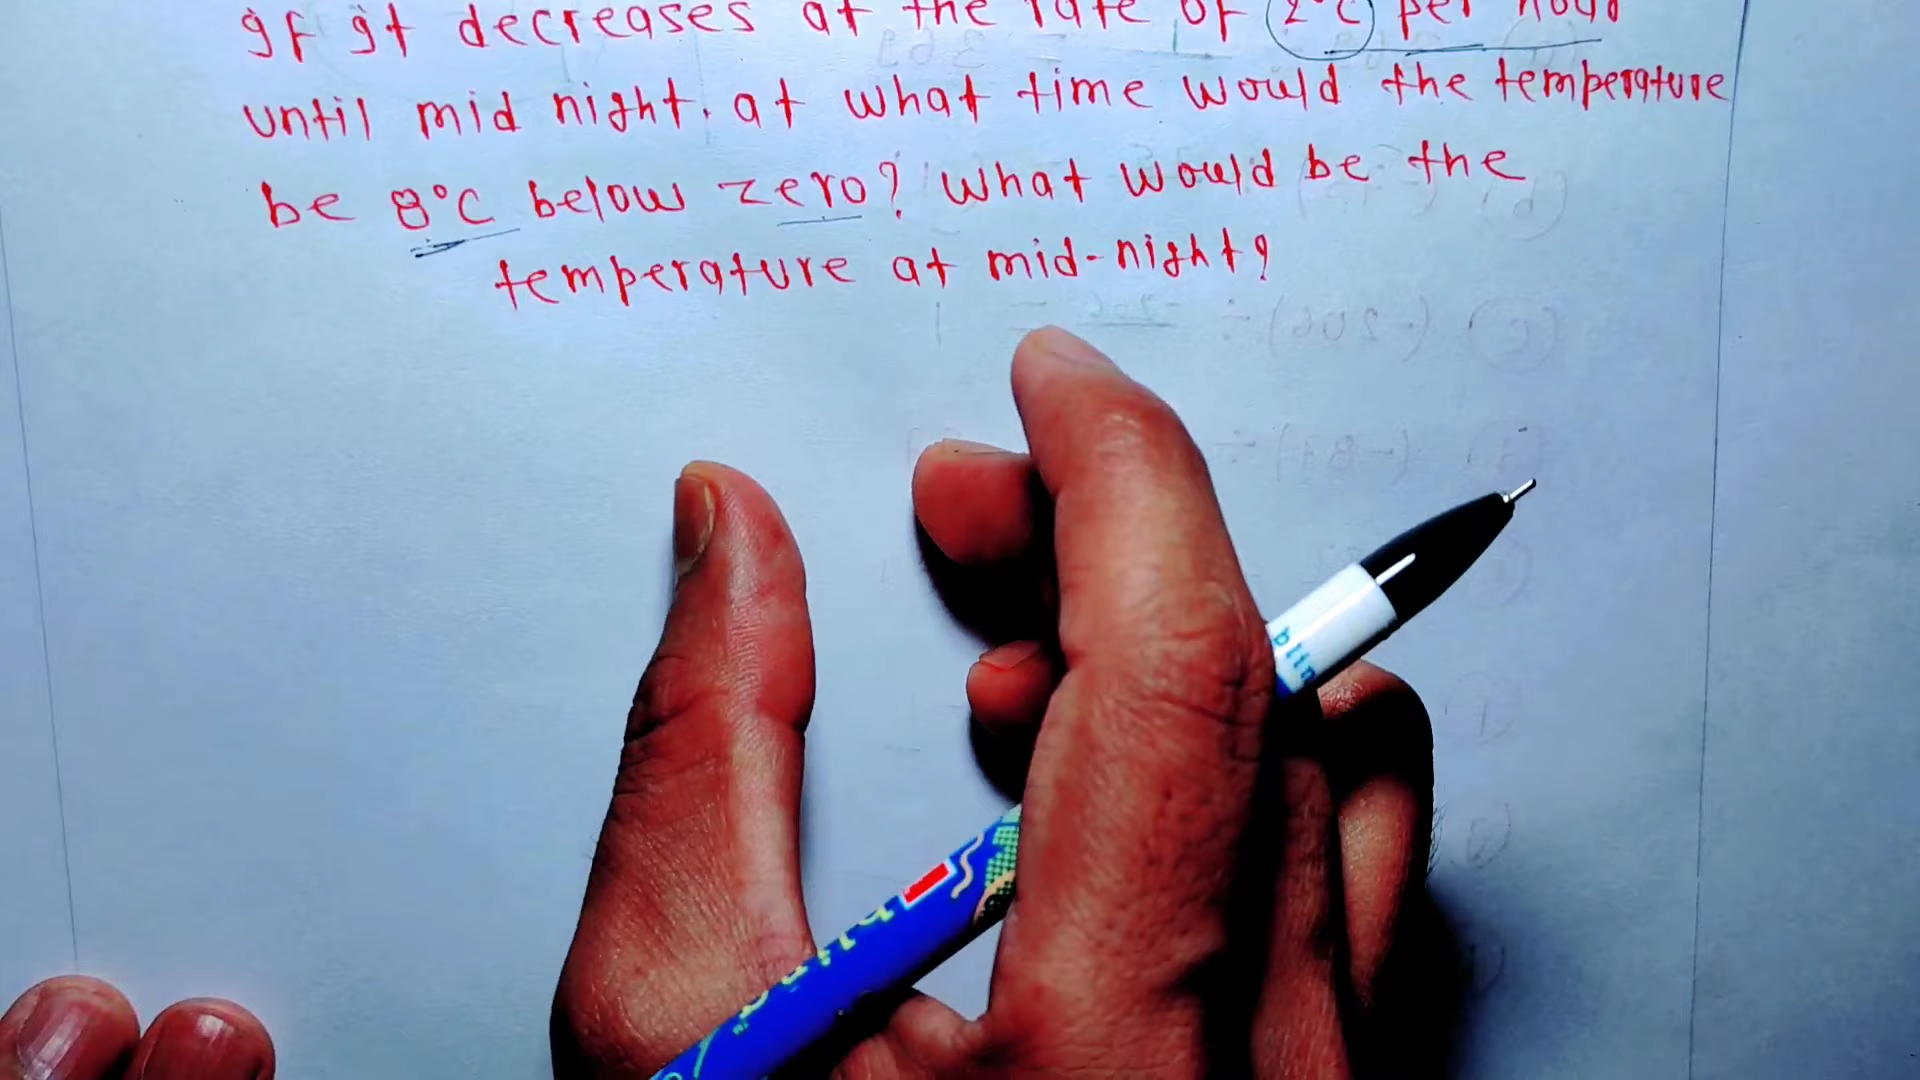 If It decreases at the rate of 2°C per hour
until mid night. at what time would the temperature
be 8°C below zero? What would be the
temperature at mid-night?
blin